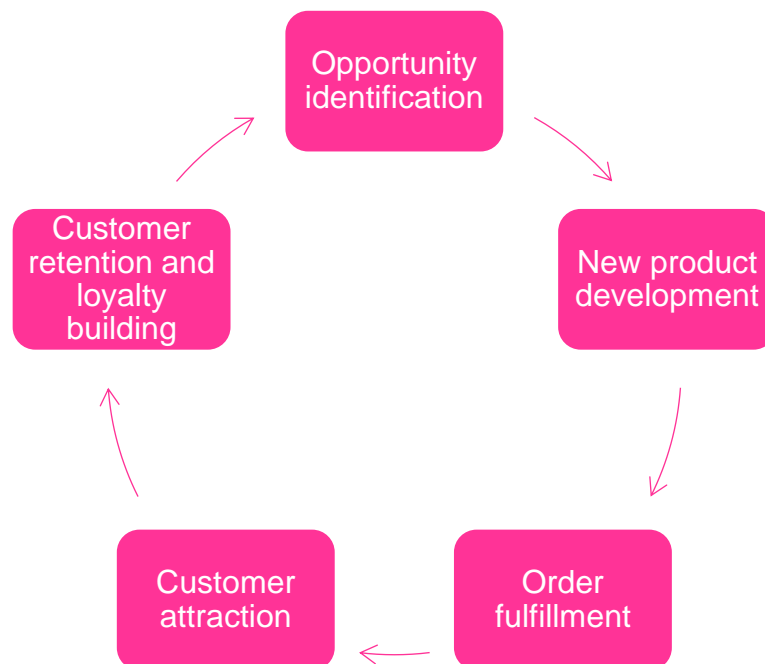 Opportunity
identification
New product
development
Order
fulfillment
Customer
attraction
Customer
retention and
loyalty
building